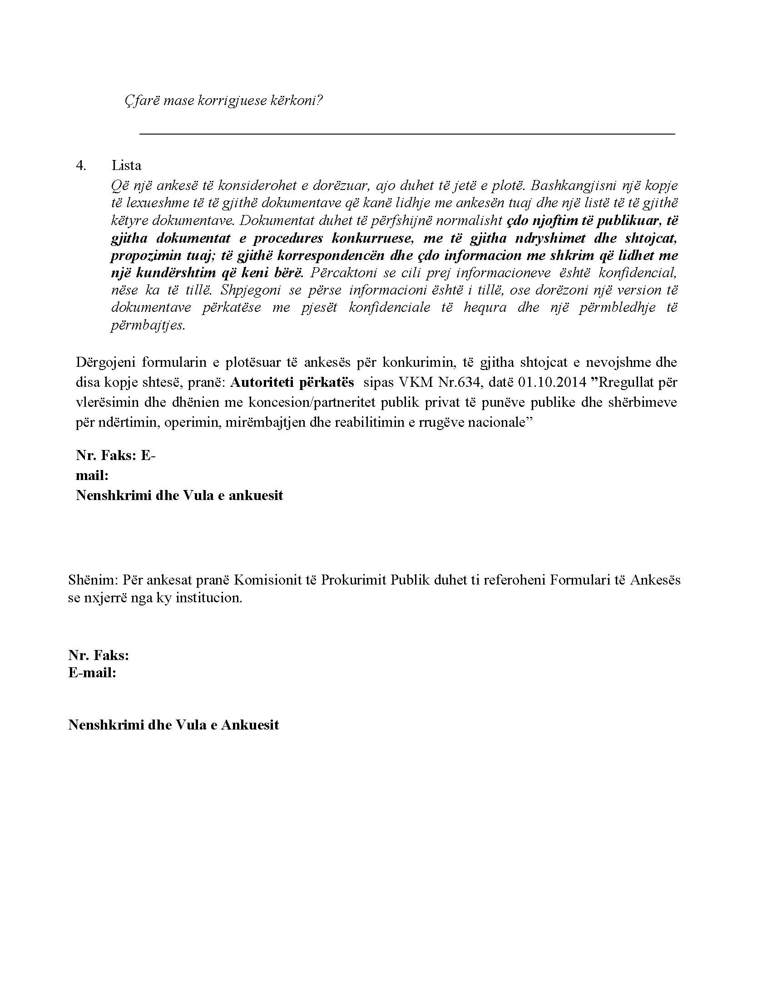 Çfarë mase korrigjuese kërkoni?
4. Lista
Që një ankesë të konsiderohet e dorëzuar, ajo duhet të jetë e plotë. Bashkangjisni një kopje
të lexueshme të të gjithë dokumentave që kanë lidhje me ankesën tuaj dhe një listë të të gjithë
këtyre dokumentave. Dokumentat duhet të përfshijnë normalisht çdo njoftim të publikuar, të
gjitha dokumentat e procedures konkurruese, me të gjitha ndryshimet dhe shtojcat,
propozimin tuaj; të gjithë korrespondencën dhe çdo informacion me shkrim që lidhet me
një kundërshtim që keni bërë. Përcaktoni se cili prej informacioneve është konfidencial,
nëse ka të tillë. Shpjegoni se përse informacioni është i tillë, ose dorëzoni një version të
dokumentave përkatëse me pjesët konfidenciale të hequra dhe një përmbledhje të
përmbajtjes.
Dërgojeni formularin e plotësuar të ankesës për konkurimin, të gjitha shtojcat e nevojshme dhe
disa kopje shtesë, pranë: Autoriteti përkatës sipas VKM Nr.634, datë 01.10.2014 ”Rregullat për
vlerësimin dhe dhënien me koncesion/partneritet publik privat të punëve publike dhe shërbimeve
për ndërtimin, operimin, mirëmbajtjen dhe reabilitimin e rrugëve nacionale”
Nr. Faks: E-
mail:
Nenshkrimi dhe Vula e ankuesit
Shënim: Për ankesat pranë Komisionit të Prokurimit Publik duhet ti referoheni Formulari të Ankesës
se nxjerrë nga ky institucion.
Nr. Faks:
E-mail:
Nenshkrimi dhe Vula e Ankuesit